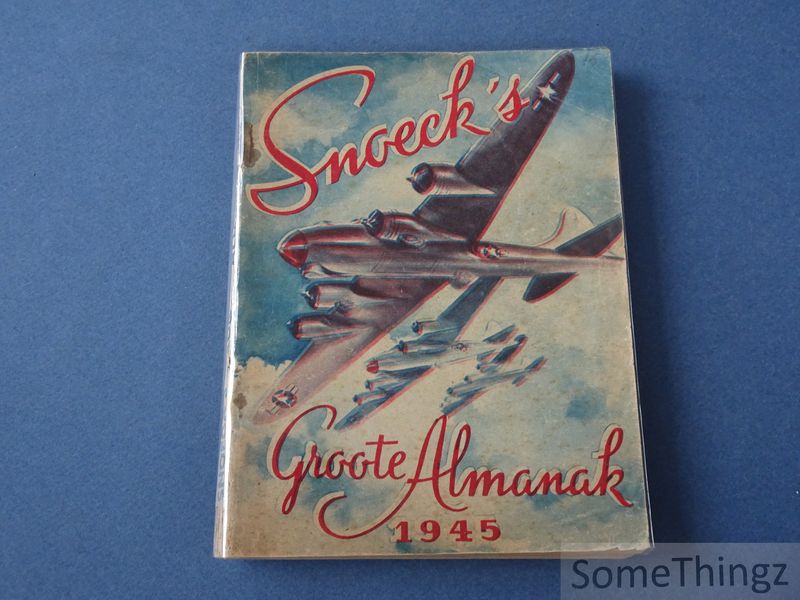 Snoeck's
Groote Almanak
1945
SomeThingz